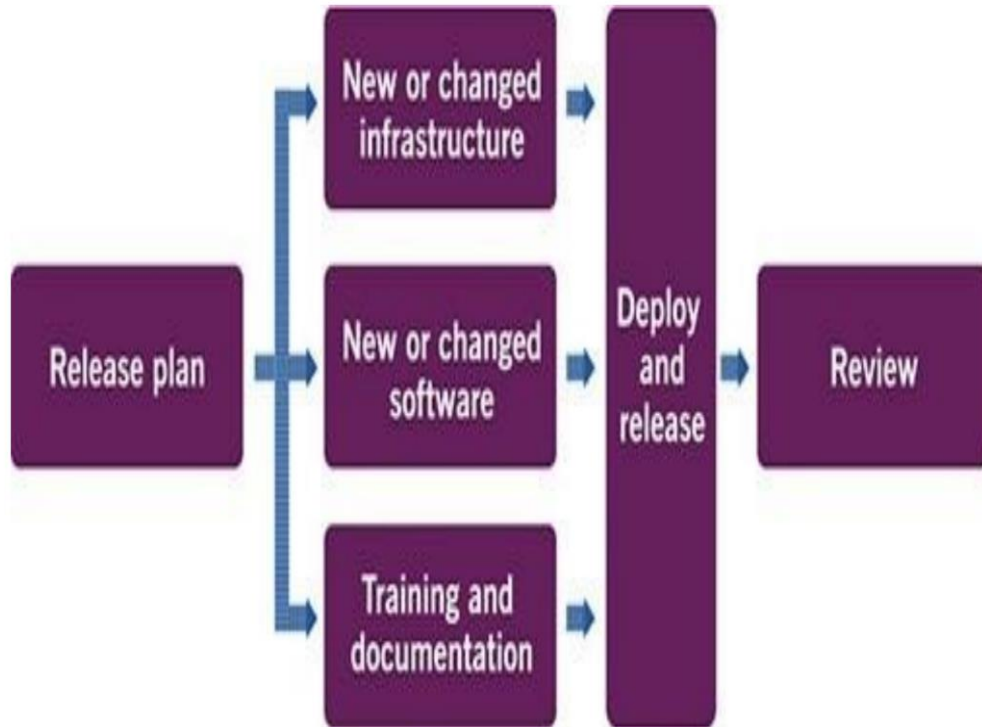 Release plan
New or changed
infrastructure
New or changed
software
Training and
documentation
Deploy
and
release
Review